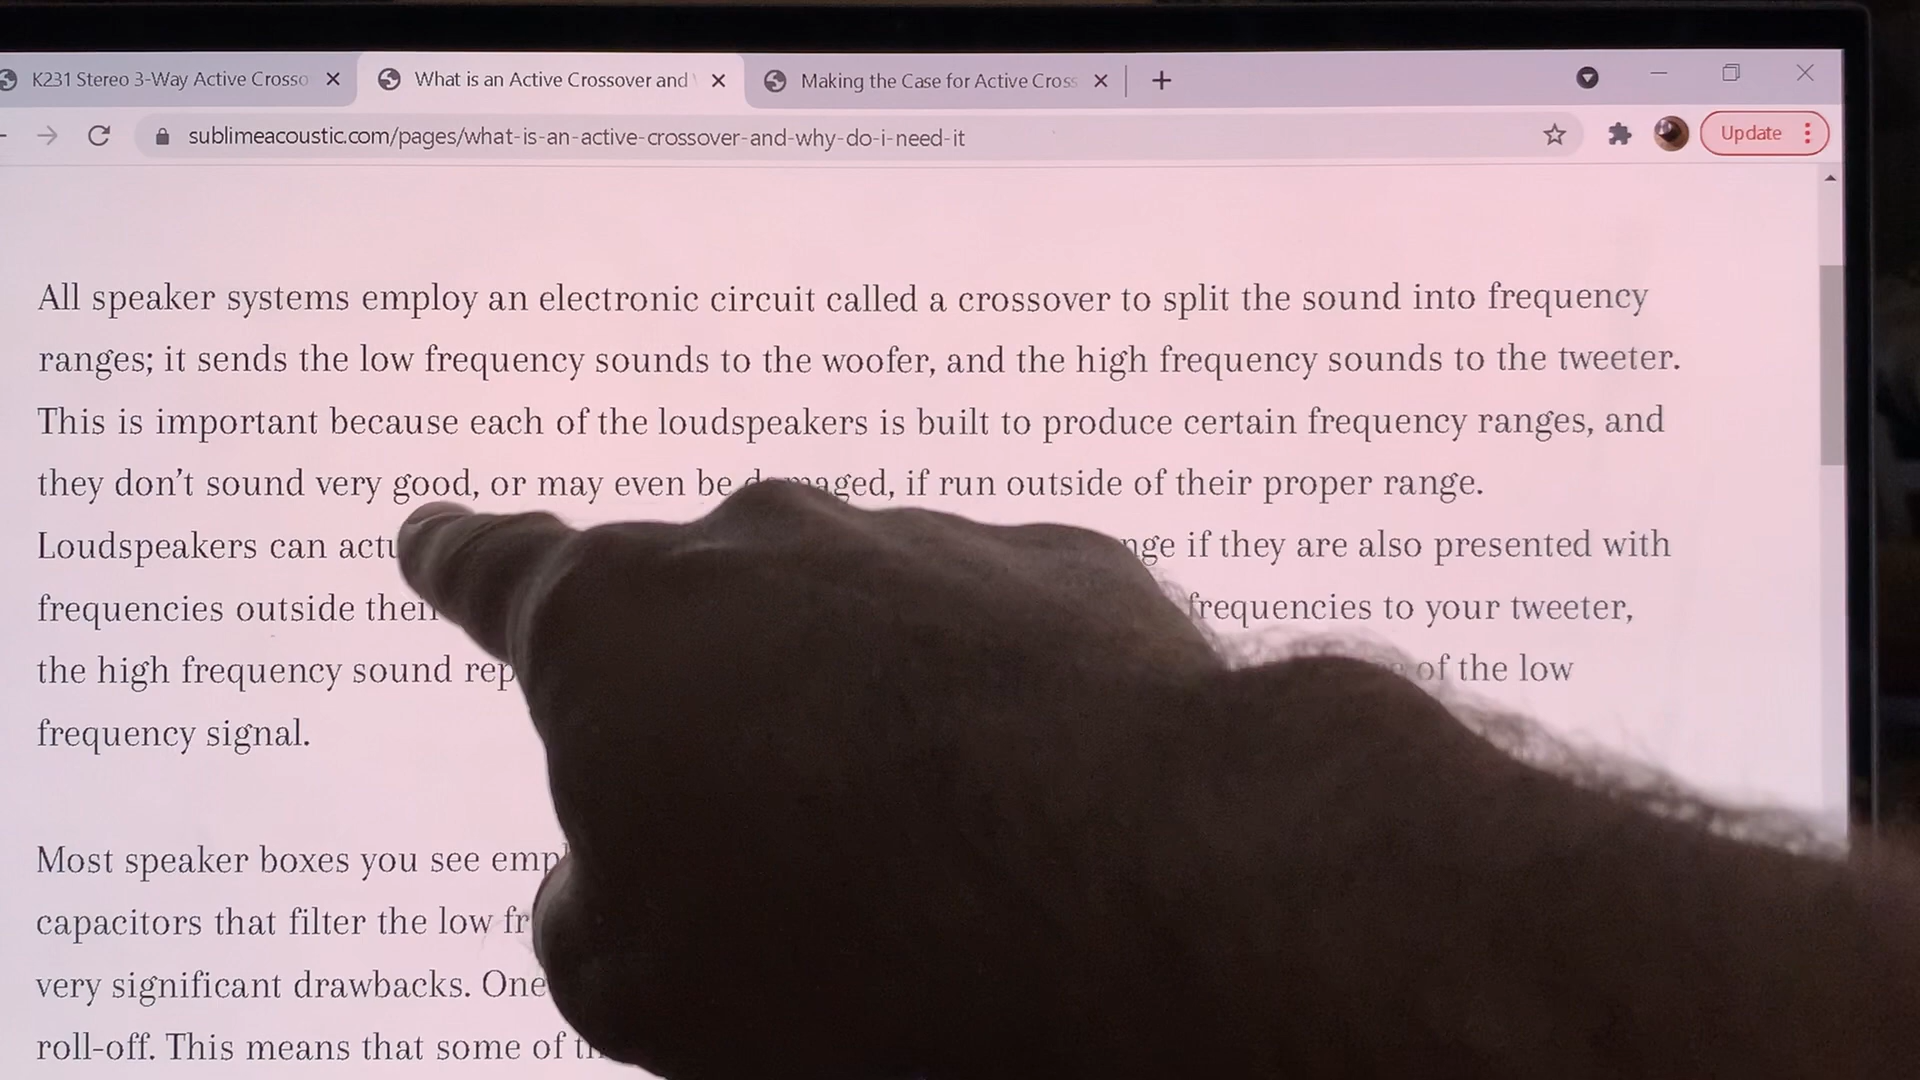 K231 Stereo 3-Way Active Crosso
What is an Active Crossover and
Making the Case for Active Cross
sublimeacoustic.com/pages/what-is-an-active-crossover-and-why-do-i-need-it
Update
All speaker systems employ an electronic circuit called a crossover to split the sound into frequency
ranges; it sends the low frequency sounds to the woofer, and the high frequency sounds to the tweeter.
This is important because each of the loudspeakers is built to produce certain frequency ranges, and
they don't sound very good, or may even be damaged, if run outside of their proper range.
Loudspeakers can if they are also presented with
frequencies outside frequencies to your tweeter,
the high frequency sound of the low
frequency signal.
Most speaker boxes you see
capacitors that filter the low
very significant drawbacks. One
roll-off. This means that some of